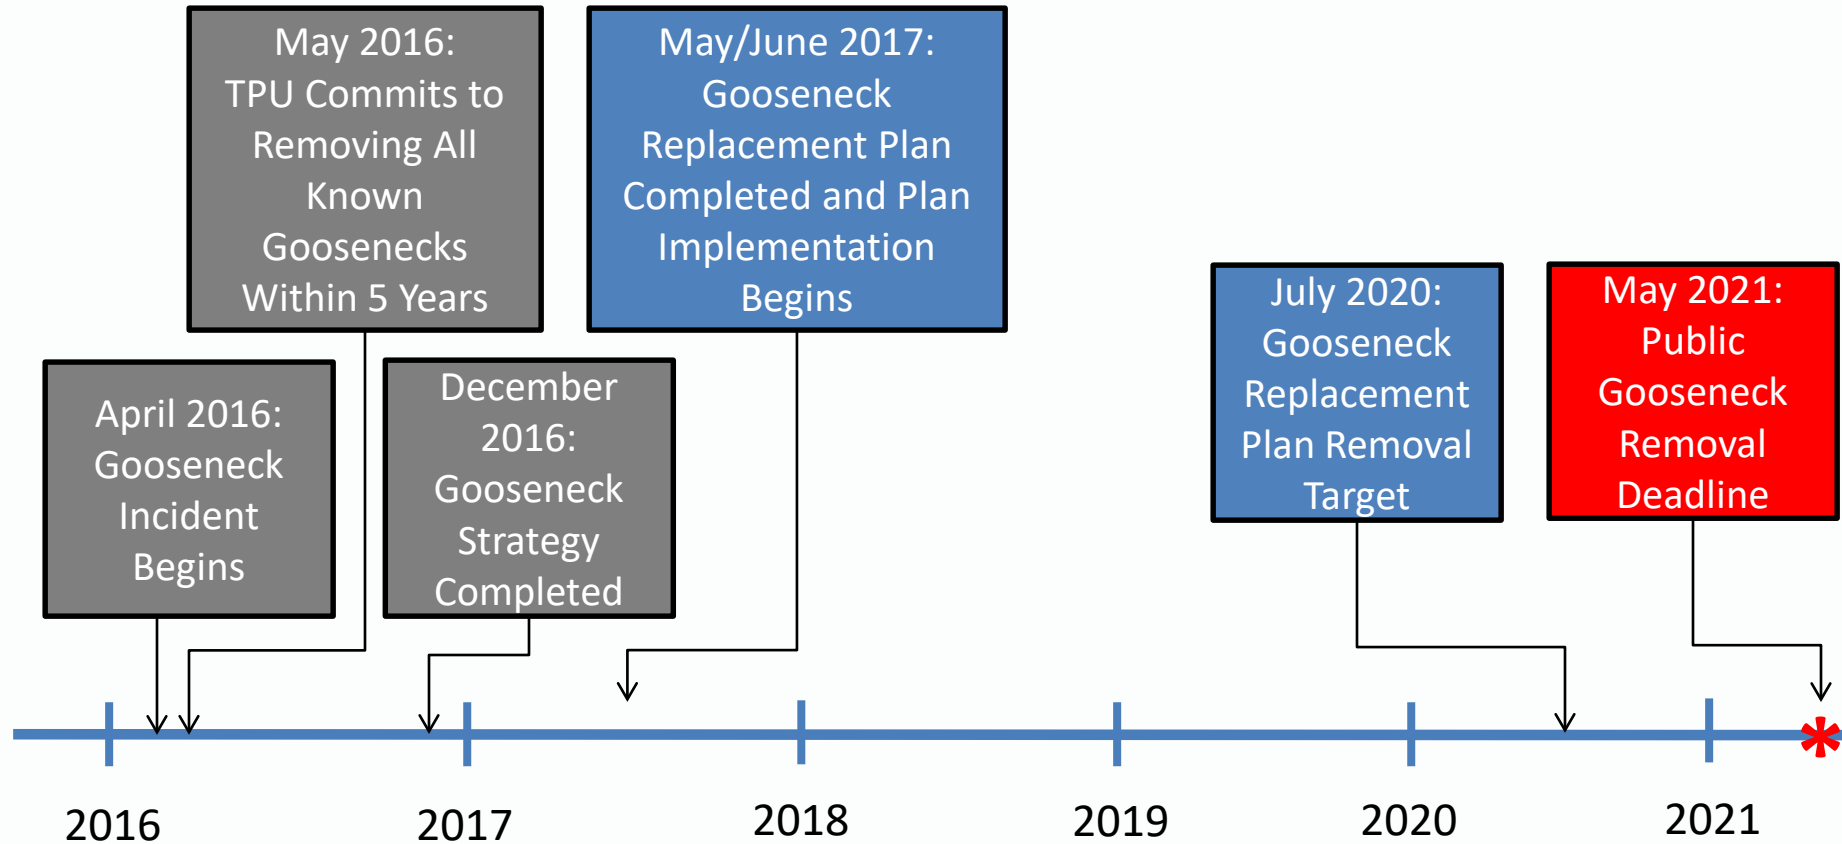 May 2016:
TPU Commits to
Removing All
Known
Goosenecks
Within 5 Years
May/June 2017:
Gooseneck
Replacement Plan
Completed and Plan
Implementation
Begins
April 2016:
Gooseneck
Incident
Begins
December
2016:
Gooseneck
Strategy
Completed
July 2020:
Gooseneck
Replacement
Plan Removal
Target
May 2021:
Public
Gooseneck
Removal
Deadline
*
2016
2017
2018
2019
2020
2021